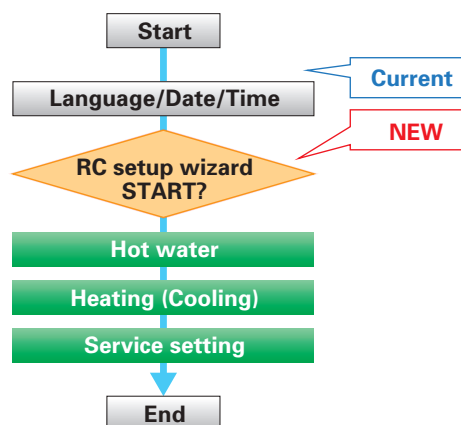 Start
Current
Language/Date/Time
NEW
RC setup wizard
START?
Hot water
Heating (Cooling)
Service setting
End